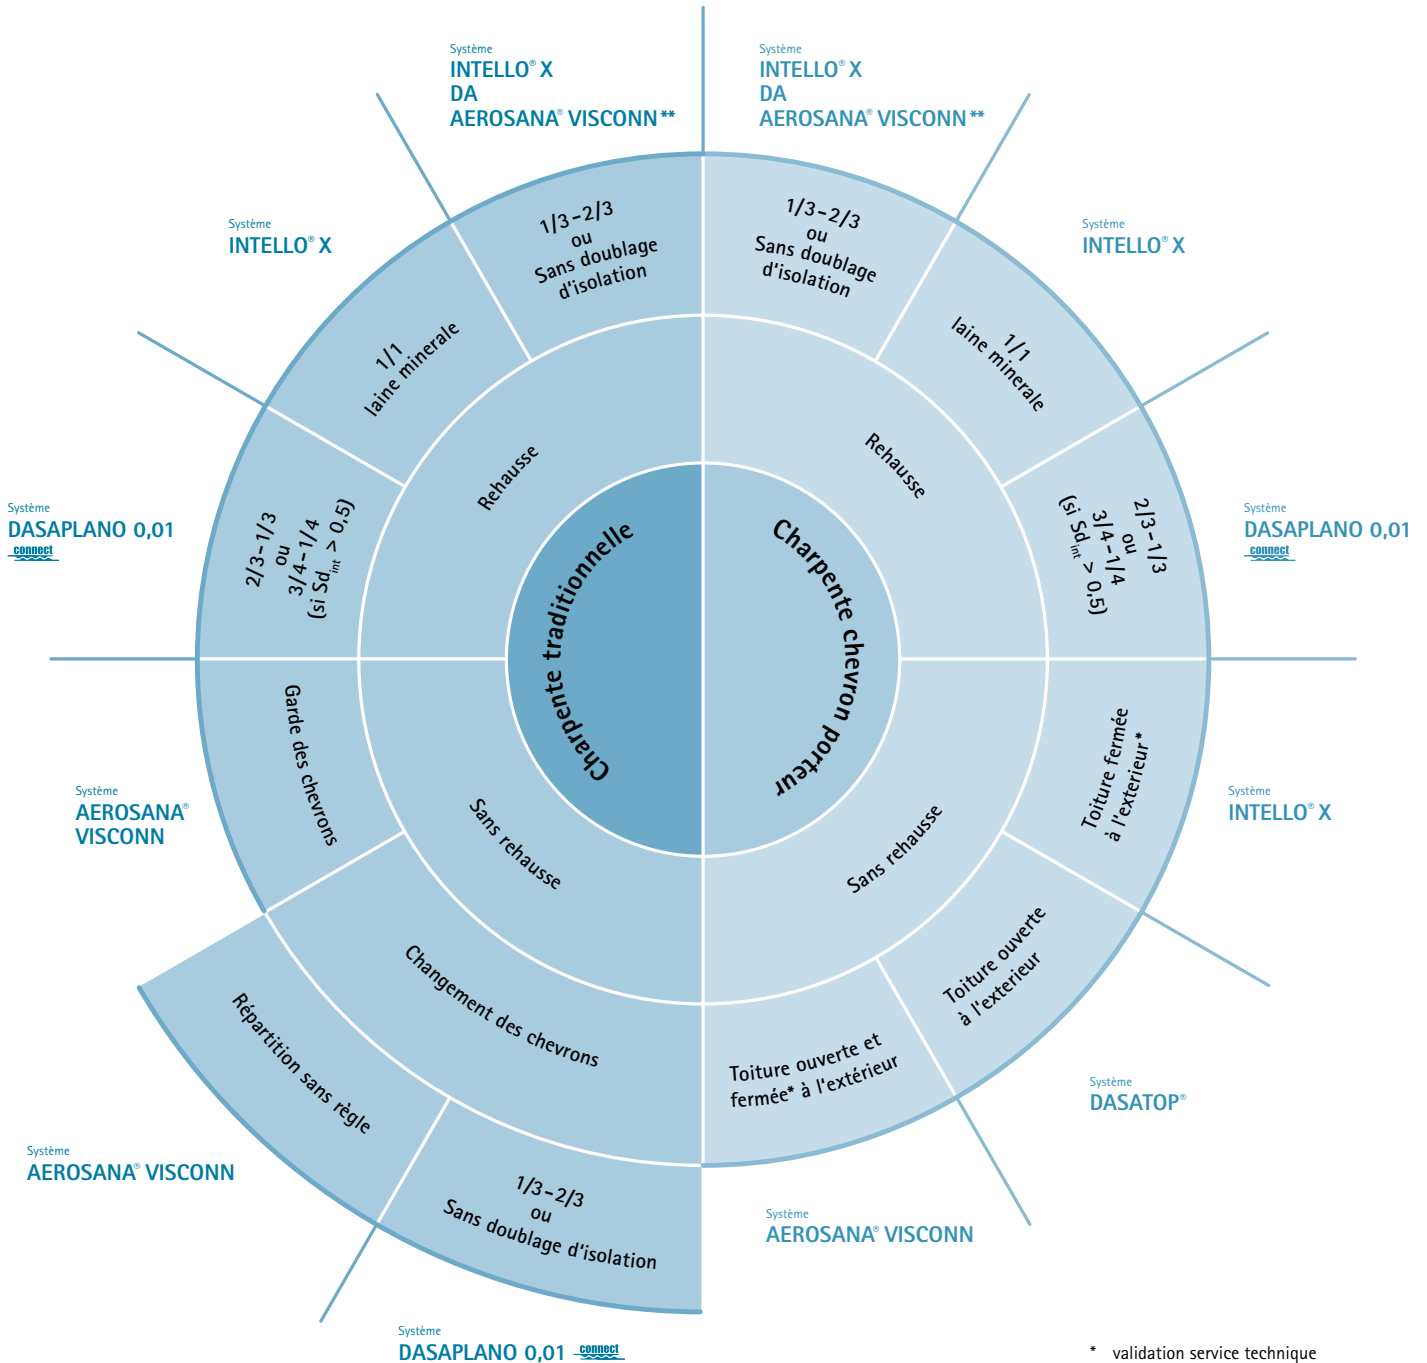 Système
INTELLO® X
DA
AEROSANA® VISCONN**
Système
INTELLO® X
DA
AEROSANA® VISCONN**
Système
INTELLO® X
Système
INTELLO® X
1/3-2/3
ou
Sans doublage
d'isolation
1/3-2/3
ou
Sans doublage
d'isolation
1/1
laine minerale
1/1
laine minerale
Rehausse
Rehausse
Système
DASAPLANO 0,01
connect
2/3-1/3
ou
3/4-1/4
(si Sdint > 0,5)
2/3-1/3
ou
3/4-1/4
(si Sdint > 0,5)
Système
DASAPLANO 0,01
connect
Charpente traditionnelle
Charpente chevron porteur
Garde des chevrons
Toiture fermée
à l'exterieur*
Système
AEROSANA®
VISCONN
Système
INTELLO® X
Sans rehausse
Sans rehausse
Changement des chevrons
Toiture ouverte
à l'exterieur
Répartition sans règle
Toiture ouverte et
fermée* à l'extérieur
Système
DASATOP®
Système
AEROSANA® VISCONN
1/3-2/3
ou
Sans doublage d'isolation
Système
AEROSANA® VISCONN
Système
DASAPLANO 0,01 connect
* validation service technique